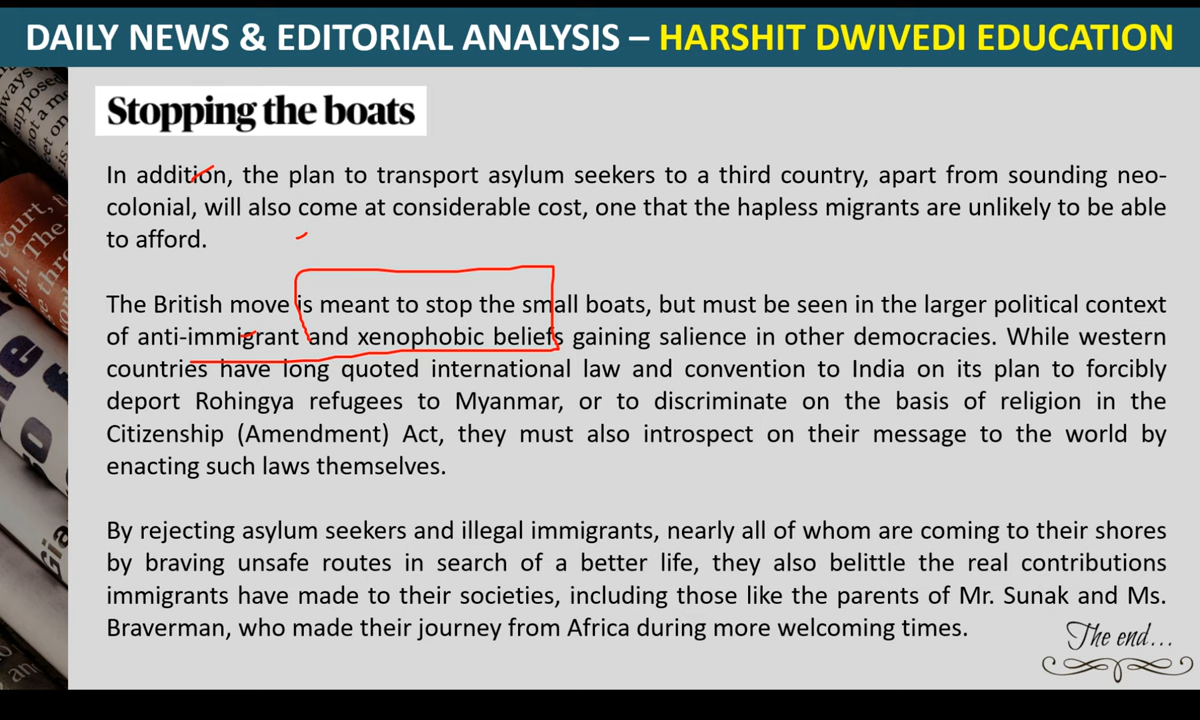 DAILY NEWS & EDITORIAL ANALYSIS – HARSHIT DWIVEDI EDUCATION
Stopping the boats
In addition, the plan to transport asylum seekers to a third country, apart from sounding neo-
colonial, will also come at considerable cost, one that the hapless migrants are unlikely to be able
to afford.
The British move is meant to stop the small boats, but must be seen in the larger political context
of anti-immigrant and xenophobic beliefs gaining salience in other democracies. While western
countries have long quoted international law and convention to India on its plan to forcibly
deport Rohingya refugees to Myanmar, or to discriminate on the basis of religion in the
Citizenship (Amendment) Act, they must also introspect on their message to the world by
enacting such laws themselves.
By rejecting asylum seekers and illegal immigrants, nearly all of whom are coming to their shores
by braving unsafe routes in search of a better life, they also belittle the real contributions
immigrants have made to their societies, including those like the parents of Mr. Sunak and Ms.
Braverman, who made their journey from Africa during more welcoming times.
The end...